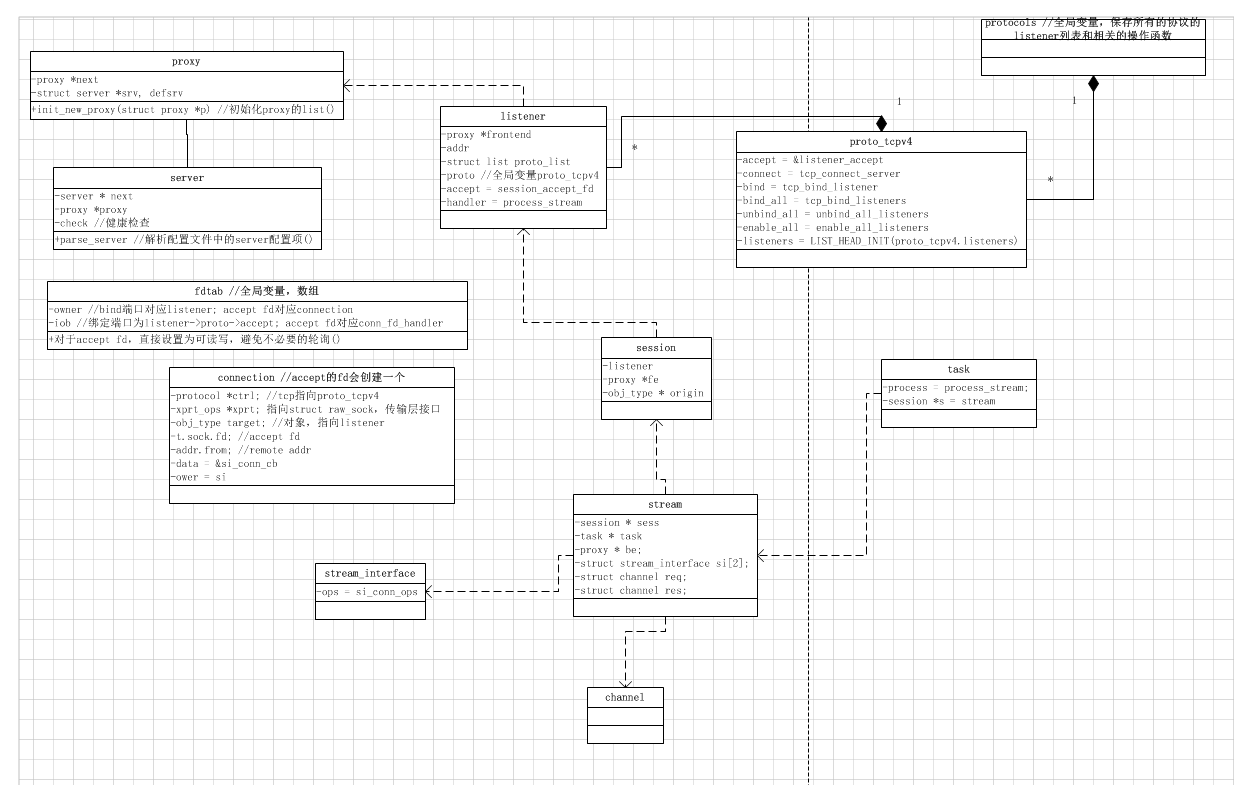 protocols //全局变量，保存所有的协议的
listener列表和相关的操作函数
proxy
-proxy *next
-struct server *srv, defsrv
+init_new_proxy(struct proxy *p) //初始化proxy的list()
listener
-proxy *frontend
-addr
-struct list proto_list
-proto //全局变量proto_tcpv4
-accept = session_accept_fd
-handler = process_stream
1
*
1
*
proto_tcpv4
-accept = &listener_accept
-connect = tcp_connect_server
-bind = tcp_bind_listener
-bind_all = tcp_bind_listeners
-unbind_all = unbind_all_listeners
-enable_all = enable_all_listeners
-listeners = LIST_HEAD_INIT(proto_tcpv4.listeners)
server
-server * next
-proxy *proxy
-check //健康检查
+parse_server //解析配置文件中的server配置项()
fdtab //全局变量，数组
-owner //bind端口对应listener; accept fd对应connection
-iob //绑定端口为listener->proto->accept; accept fd对应conn_fd_handler
+对于accept fd，直接设置为可读写，避免不必要的轮询()
session
-listener
-proxy *fe
-obj_type * origin
task
-process = process_stream;
-session *s = stream
connection //accept的fd会创建一个
-protocol *ctrl; //tcp指向proto_tcpv4
-xprt_ops *xprt; 指向struct raw_sock，传输层接口
-obj_type target; //对象，指向listener
-t.sock.fd; //accept fd
-addr.from; //remote addr
-data = &si_conn_cb
-ower = si
stream
-session * sess
-task * task
-proxy * be;
-struct stream_interface si[2];
-struct channel req;
-struct channel res;
stream_interface
-ops = si_conn_ops
channel